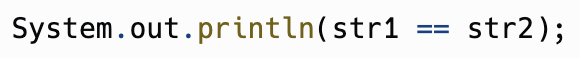 System.out.println(str1 == str2);